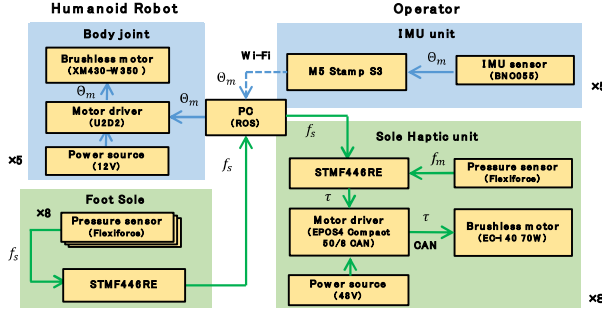 Humanoid Robot
Operator
Body joint
Brushless motor
(XM430-W350)
Θm
Motor driver
(U2D2)
Θm
Power source
(12V)
×5
Wi-Fi
Θm
PC
(ROS)
IMU unit
M5 Stamp S3
Θm
IMU sensor
(BNO055)
×5
fs
fs
Foot Sole
×8
Pressure sensor
(Flexiforce)
fs
STMF446RE
Sole Haptic unit
STMF446RE
fm
Pressure sensor
(Flexiforce)
τ
Motor driver
(EPOS4 Compact
50/8 CAN)
τ
CAN
Brushless motor
(EC-i 40 70W)
Power source
(48V)
×8